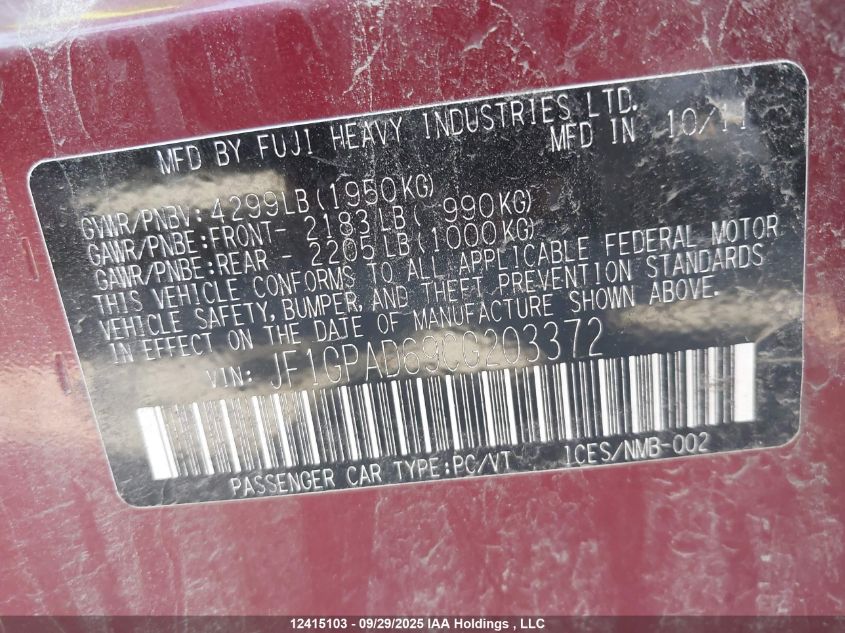 MFD BY FUJI HEAVY INDUSTRIES LTD.
MFD IN 10/11
GVWR/PNBV: 4299LB(1950KG)
GAWR/PNBE:FRONT- 2183LB( 990KG)
GAWR/PNBE:REAR - 2205LB(1000KG)
THIS VEHICLE CONFORMS TO ALL APPLICABLE FEDERAL MOTOR
VEHICLE SAFETY, BUMPER, AND THEFT PREVENTION STANDARDS
IN EFFECT ON THE DATE OF MANUFACTURE SHOWN ABOVE.
VIN: JF1GPAD69CG203372
PASSENGER CAR TYPE:PC/VT ICES/NMB-002
12415103 - 09/29/2025 IAA Holdings , LLC